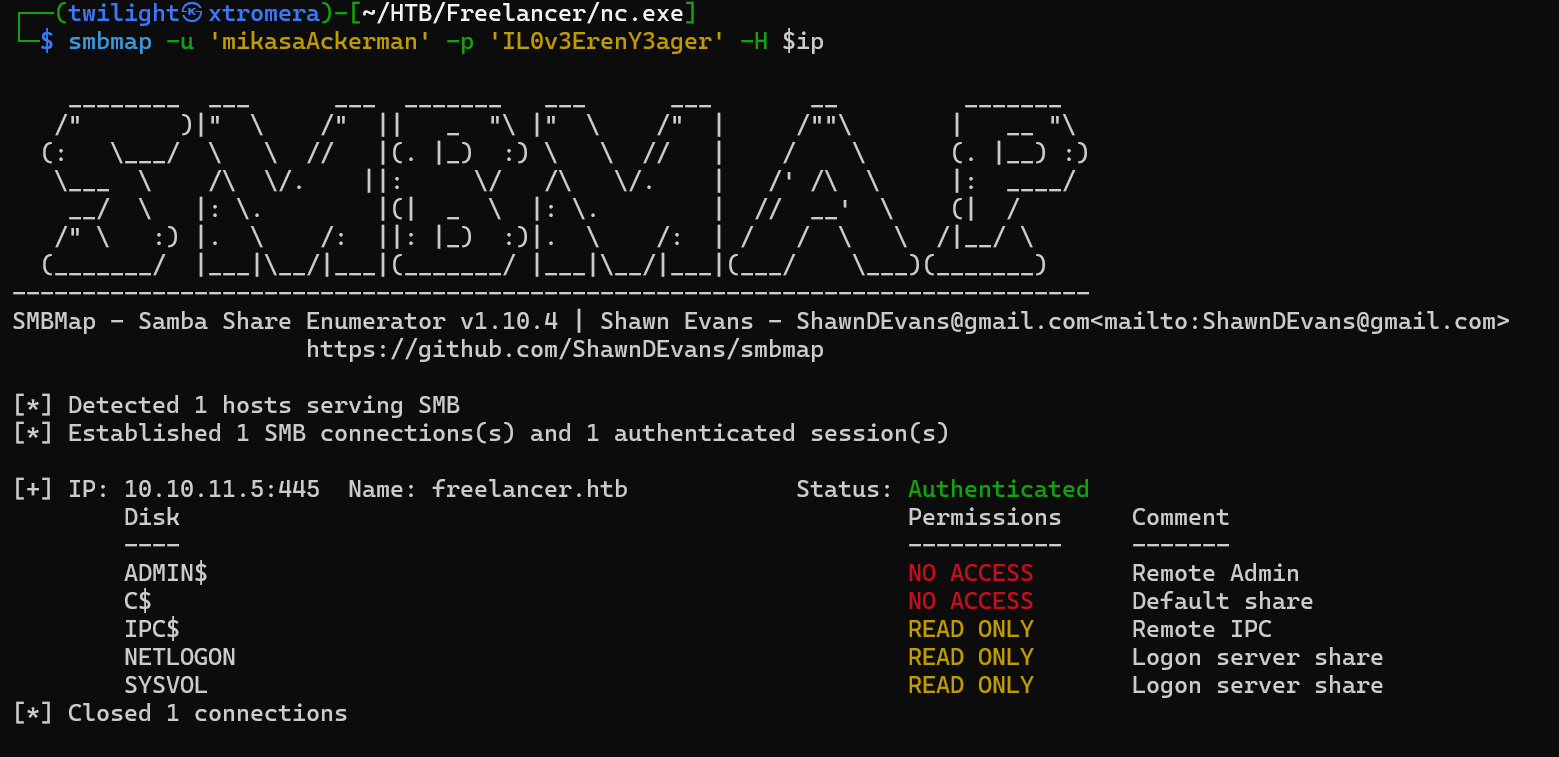 ┌──(twilight㉿xtromera)-[~/HTB/Freelancer/nc.exe]
└─$ smbmap -u 'mikasaAckerman' -p 'IL0v3ErenY3ager' -H $ip
    ________  ___      ___  _______   ___      ___       __         _______
   /"       )|"  \    /"  ||   _  "\ |"  \    /"  |     /""\       |   __ "\
  (:   \___/  \   \  //   |(. |_)  :) \   \  //   |    /    \      (. |__) :)
   \___  \    /\  \/.    ||:     \/   /\   \/.    |   /' /\  \     |:  ____/
    __/  \   |: \.        |(|  _  \  |: \.        |  //  __'  \    (|  /
   /" \   :) |.  \    /:  ||: |_)  :)|.  \    /:  | /   /  \   \  /|__/ \
  (_______/  |___|\__/|___|(_______/ |___|\__/|___|(___/    \___)(_______)
-----------------------------------------------------------------------------
SMBMap - Samba Share Enumerator v1.10.4 | Shawn Evans - ShawnDEvans@gmail.com<mailto:ShawnDEvans@gmail.com>
                     https://github.com/ShawnDEvans/smbmap
[*] Detected 1 hosts serving SMB
[*] Established 1 SMB connections(s) and 1 authenticated session(s)
[+] IP: 10.10.11.5:445  Name: freelancer.htb            Status: Authenticated
        Disk                                                    Permissions     Comment
        ----                                                    -----------     -------
        ADMIN$                                                  NO ACCESS       Remote Admin
        C$                                                      NO ACCESS       Default share
        IPC$                                                    READ ONLY       Remote IPC
        NETLOGON                                                READ ONLY       Logon server share
        SYSVOL                                                  READ ONLY       Logon server share
[*] Closed 1 connections